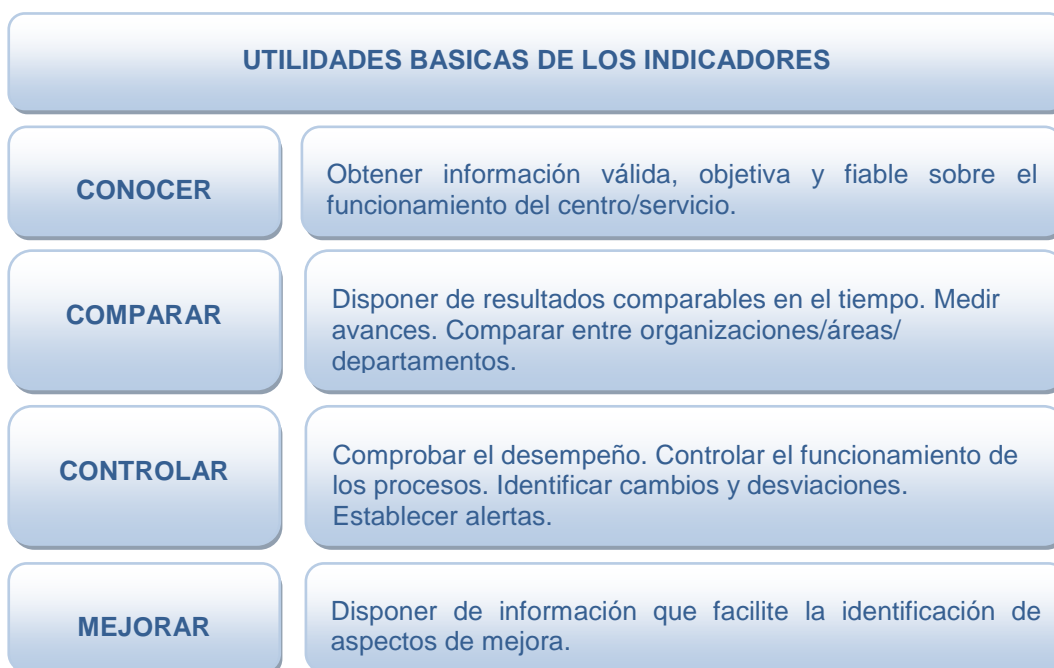 UTILIDADES BASICAS DE LOS INDICADORES
CONOCER
Obtener información válida, objetiva y fiable sobre el
funcionamiento del centro/servicio.
COMPARAR
Disponer de resultados comparables en el tiempo. Medir
avances. Comparar entre organizaciones/áreas/
departamentos.
CONTROLAR
Comprobar el desempeño. Controlar el funcionamiento de
los procesos. Identificar cambios y desviaciones.
Establecer alertas.
MEJORAR
Disponer de información que facilite la identificación de
aspectos de mejora.